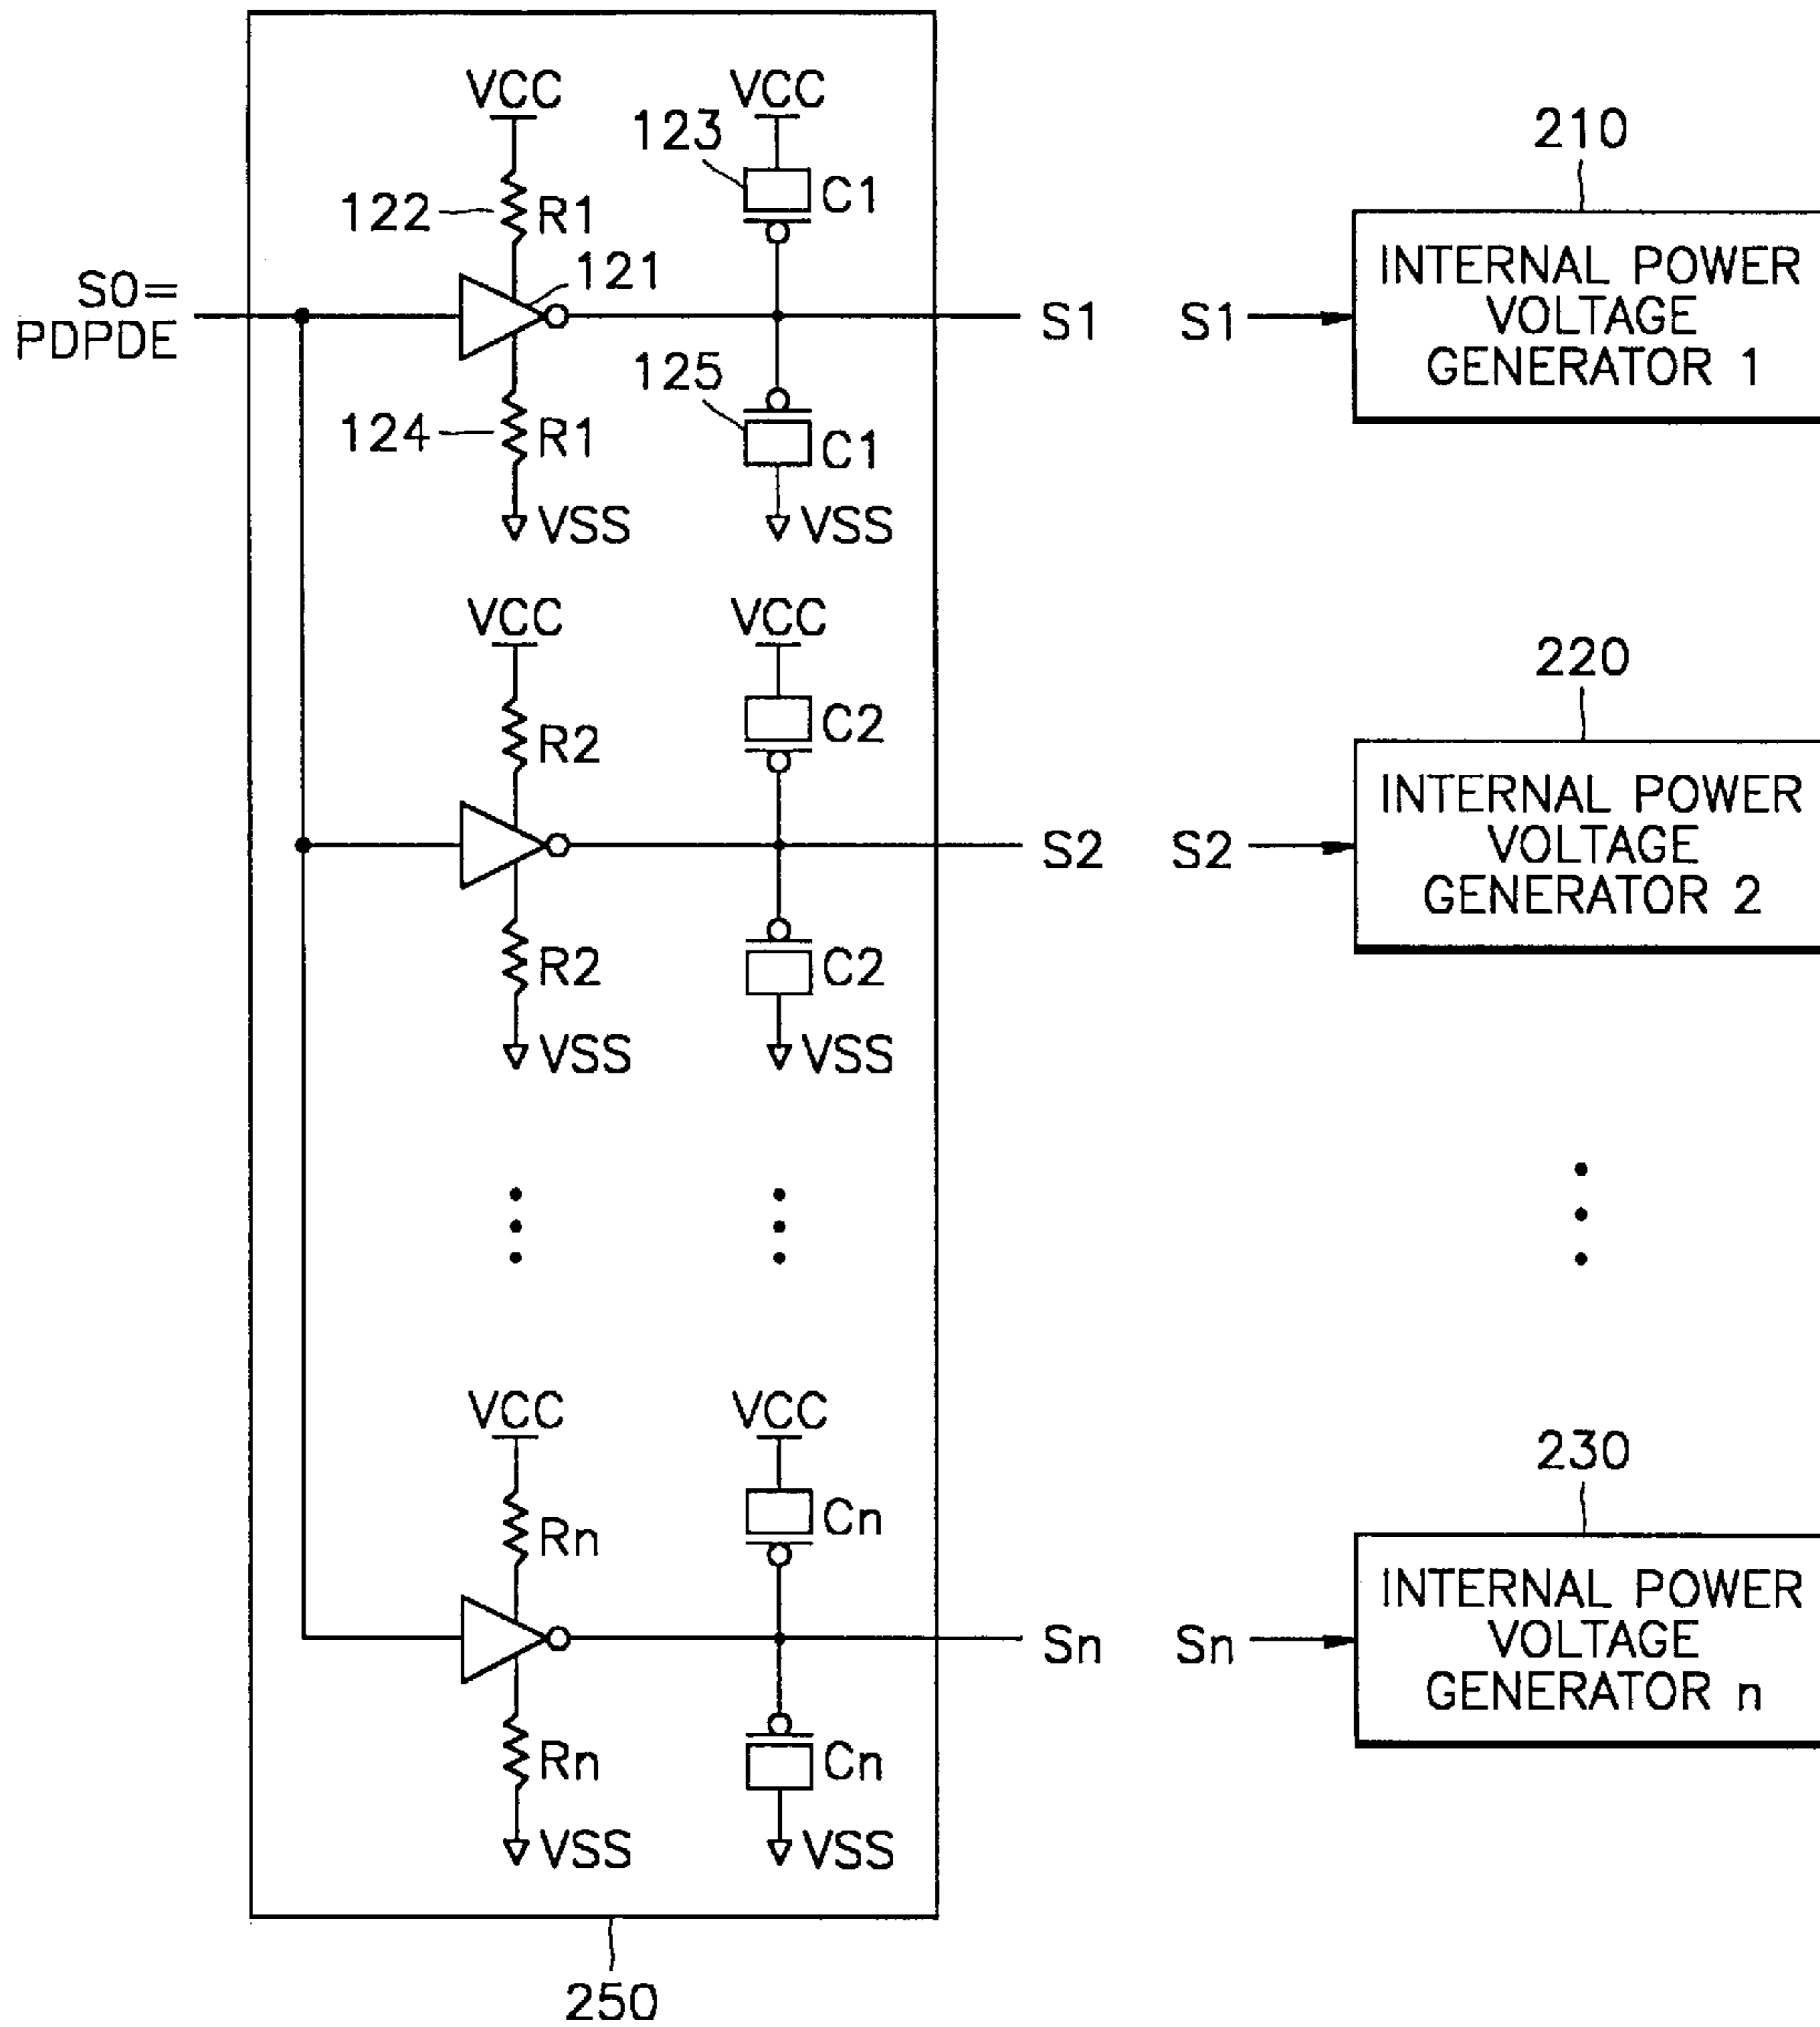 VCC
VCC
123
C1
210
122
R1
INTERNAL POWER
VOLTAGE
GENERATOR 1
121
S0=
PDPDE
S1
S1
125
124
R1
C1
VSS
VSS
VCC
VCC
220
R2
C2
INTERNAL POWER
VOLTAGE
GENERATOR 2
S2
S2
R2
C2
VSS
VSS
VCC
VCC
230
Rn
Cn
INTERNAL POWER
VOLTAGE
GENERATOR n
Sn
Sn
Rn
Cn
VSS
VSS
250